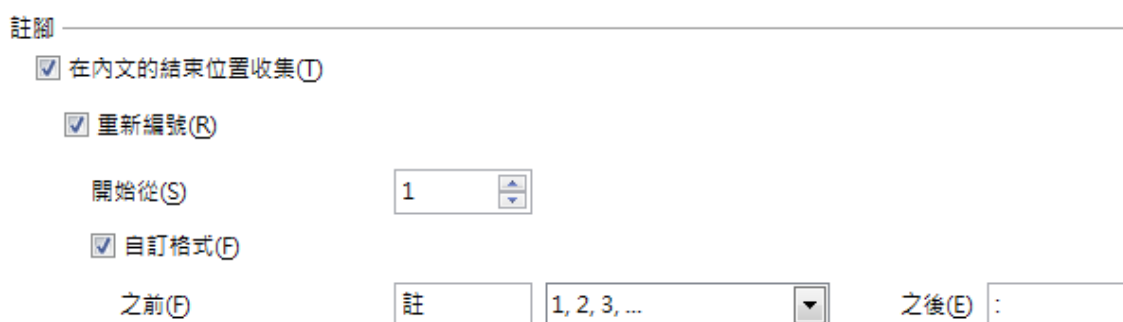 註腳
在內文的結束位置收集(T)
重新編號(R)
開始從(S) 1
自訂格式(F)
之前(F) 註 1, 2, 3, ... 之後(E) :